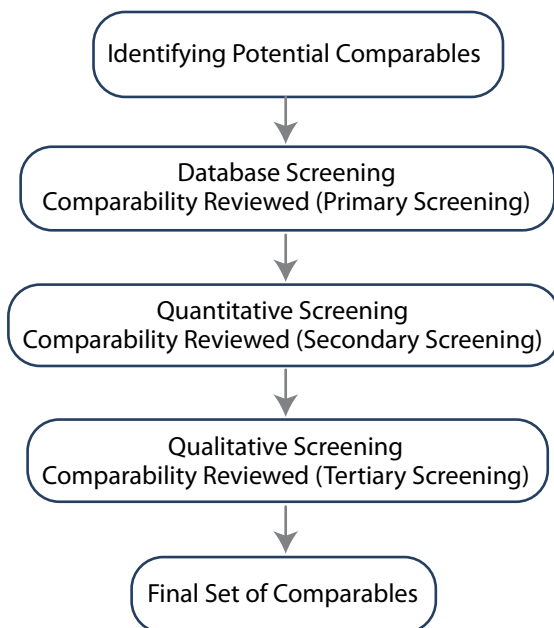 Identifying Potential Comparables
Database Screening
Comparability Reviewed (Primary Screening)
Quantitative Screening
Comparability Reviewed (Secondary Screening)
Qualitative Screening
Comparability Reviewed (Tertiary Screening)
Final Set of Comparables